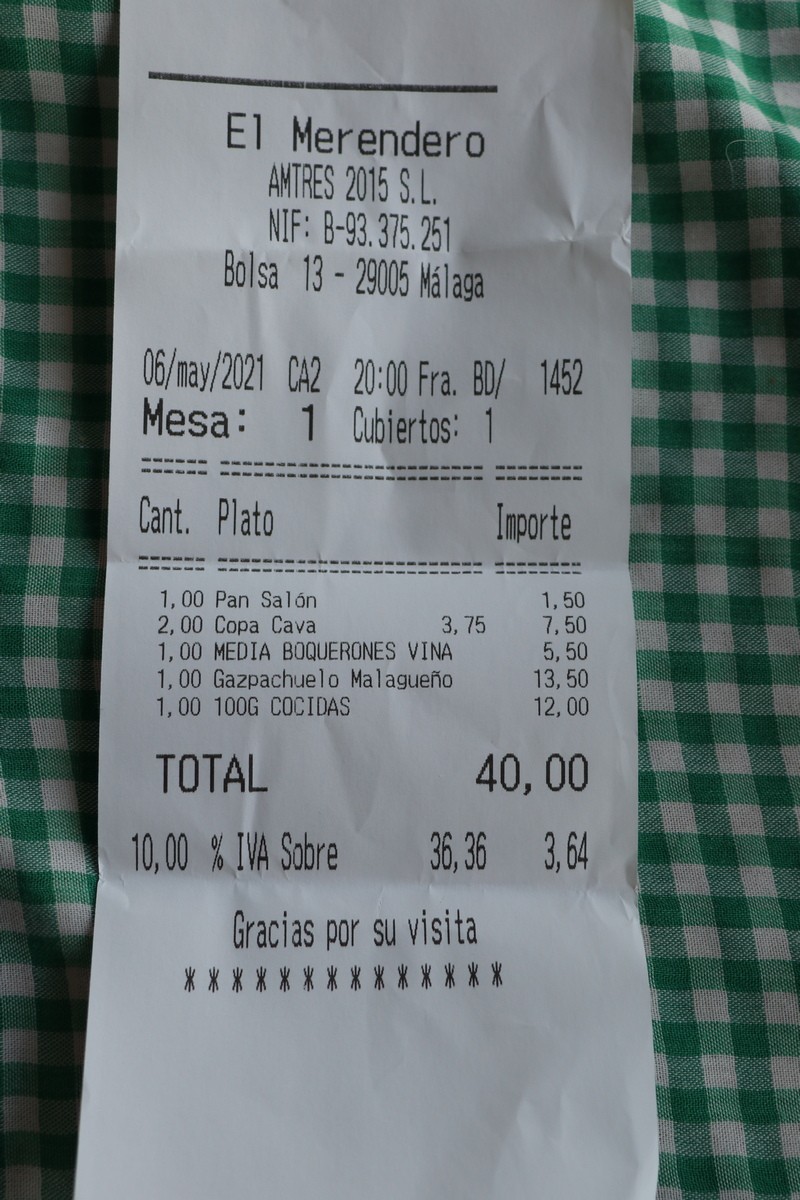 El Merendero
AMTRES 2015 S.L.
NIF: B-93.375.251
Bolsa 13 - 29005 Málaga
06/may/2021 CA2 20:00 Fra. BD/ 1452
Mesa: 1 Cubiertos: 1
Cant. Plato Importe
1,00 Pan Salón 1,50
2,00 Copa Cava 3,75 7,50
1,00 MEDIA BOQUERONES VINA 5,50
1,00 Gazpachuelo Malagueño 13,50
1,00 100G COCIDAS 12,00
TOTAL 40,00
10,00 % IVA Sobre 36,36 3,64
Gracias por su visita
* * * * * * * * * * * * * *